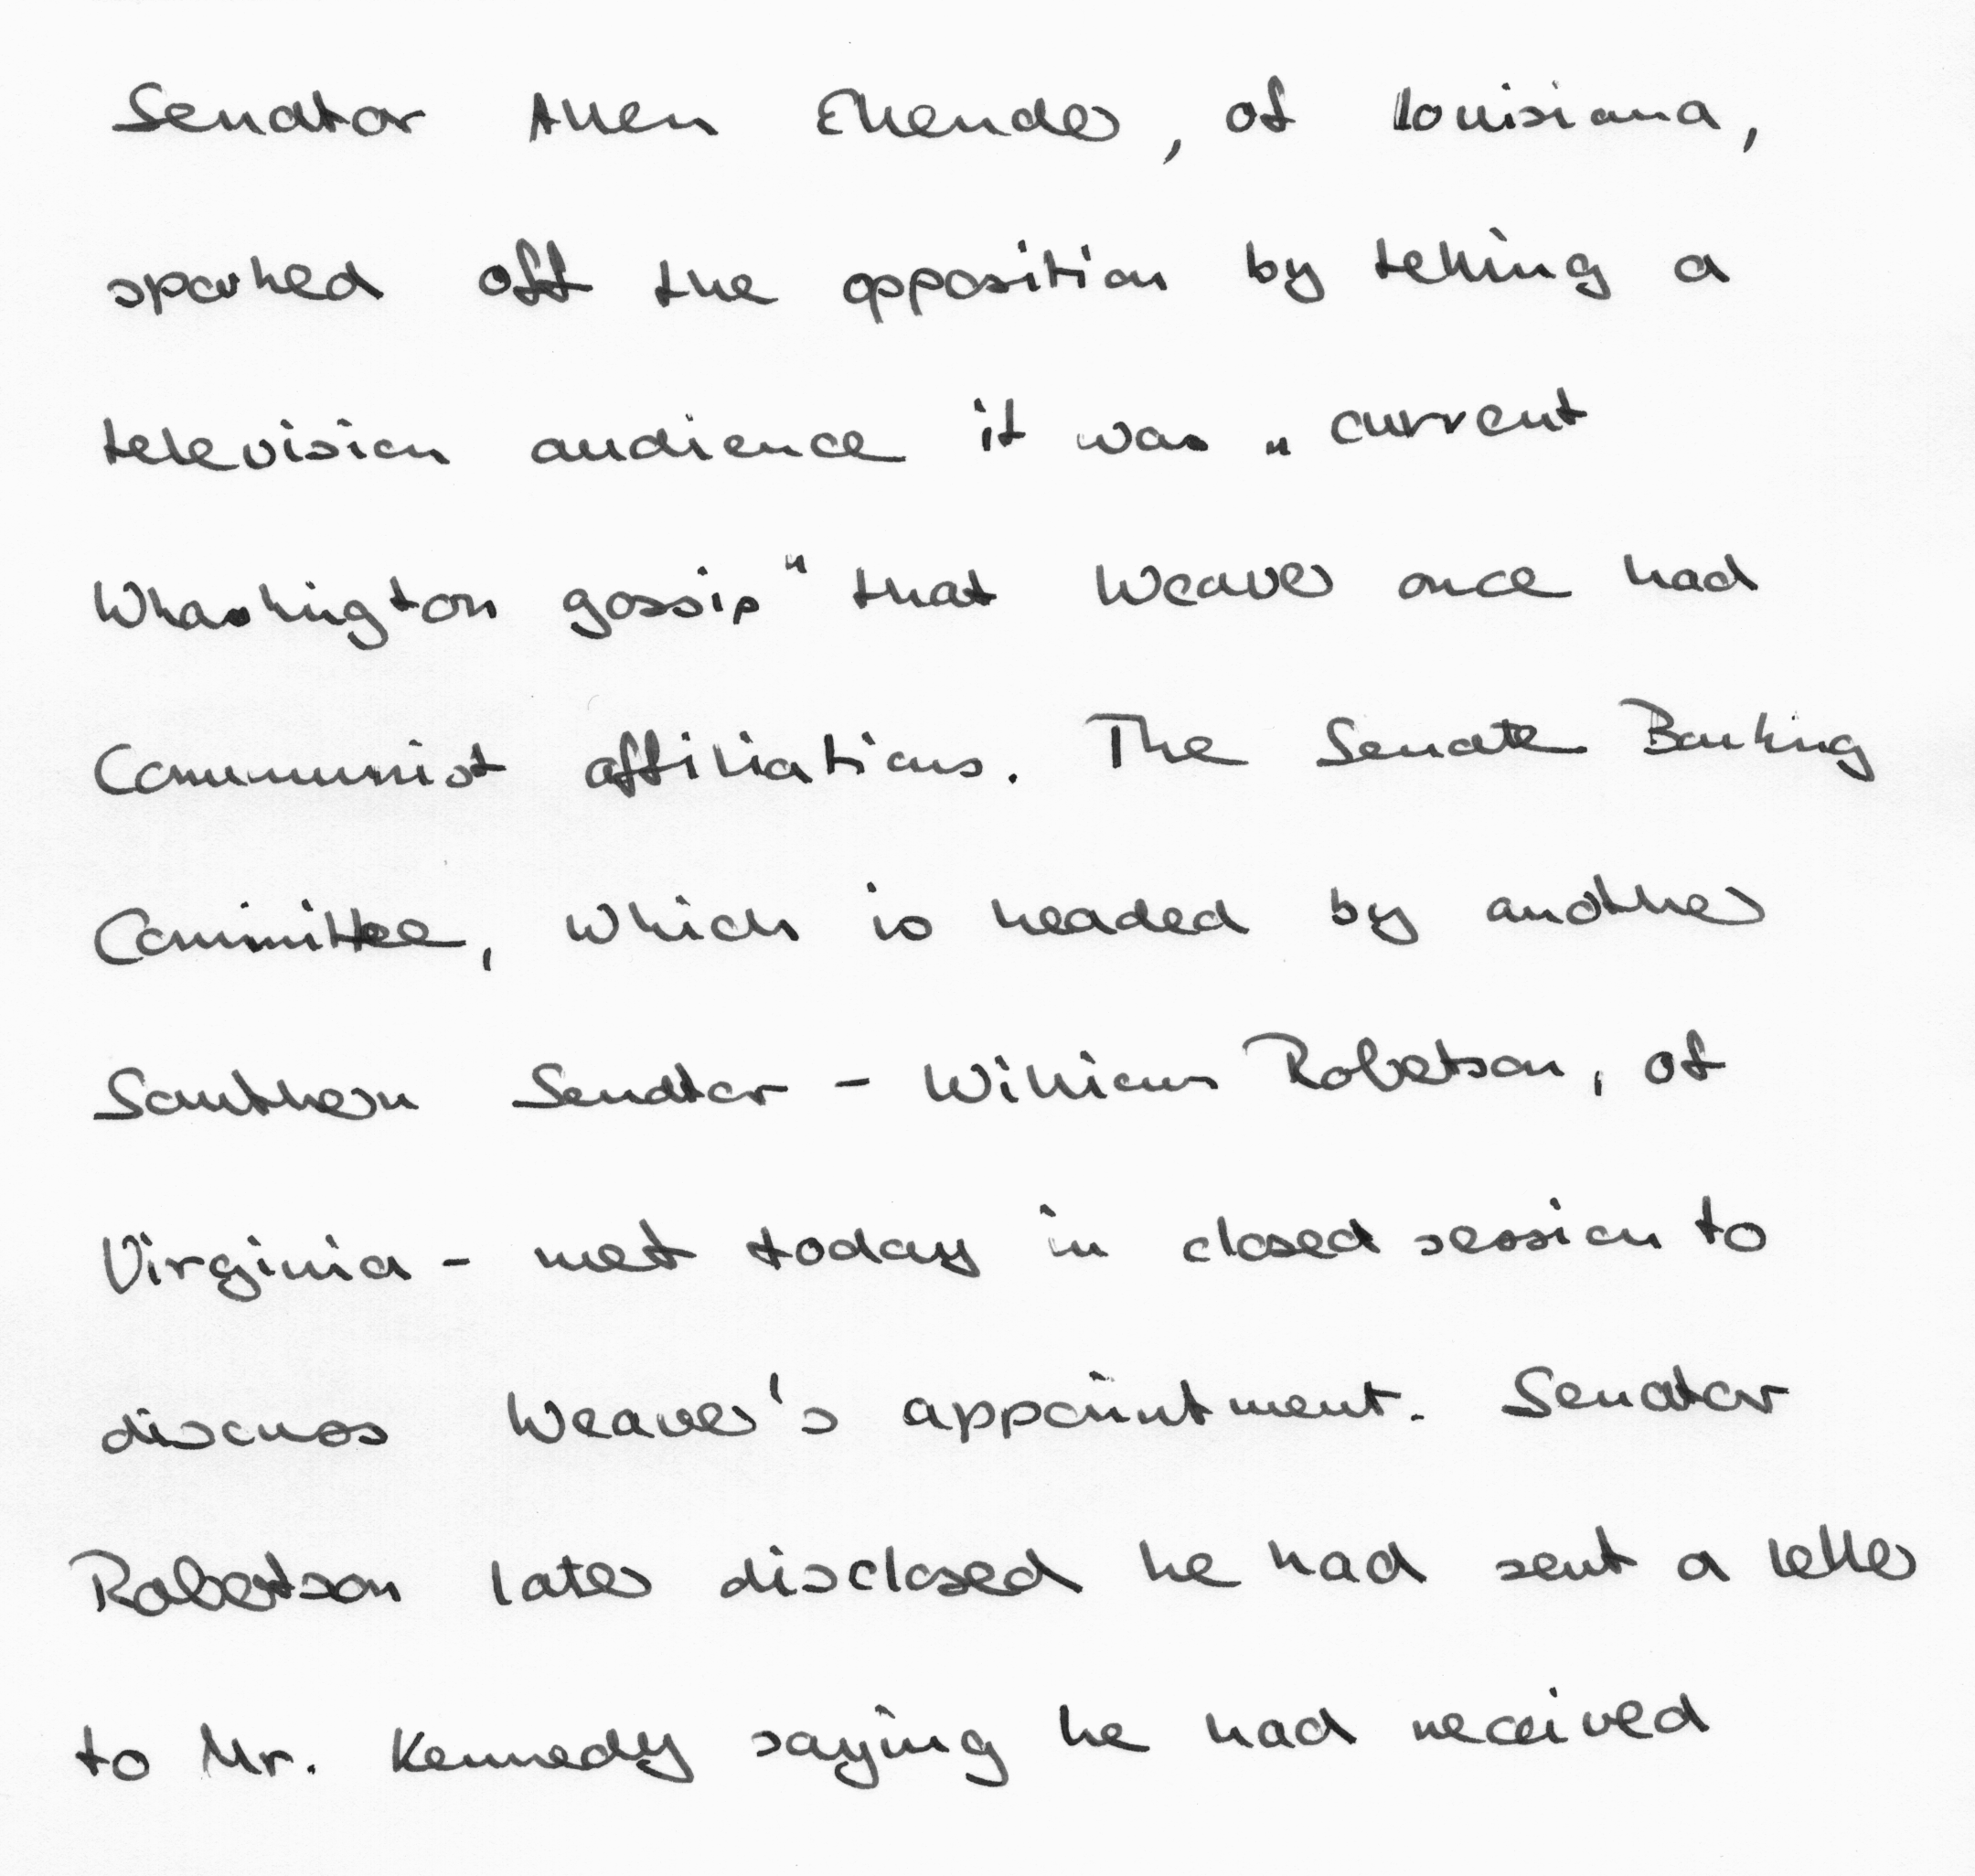 Senator Allen Ellender, of Louisiana,
sparked off the opposition by telling a
television audience it was „current
Whashington gossip“ that Weaver once had
Communist affiliations. The Senate Banking
Committee, which is headed by another
Southern Senator - William Robertson, of
Virginia - met today in closed session to
discuss Weaver's appointment. Senator
Robertson later disclosed he had sent a letter
to Mr. Kennedy saying he had received